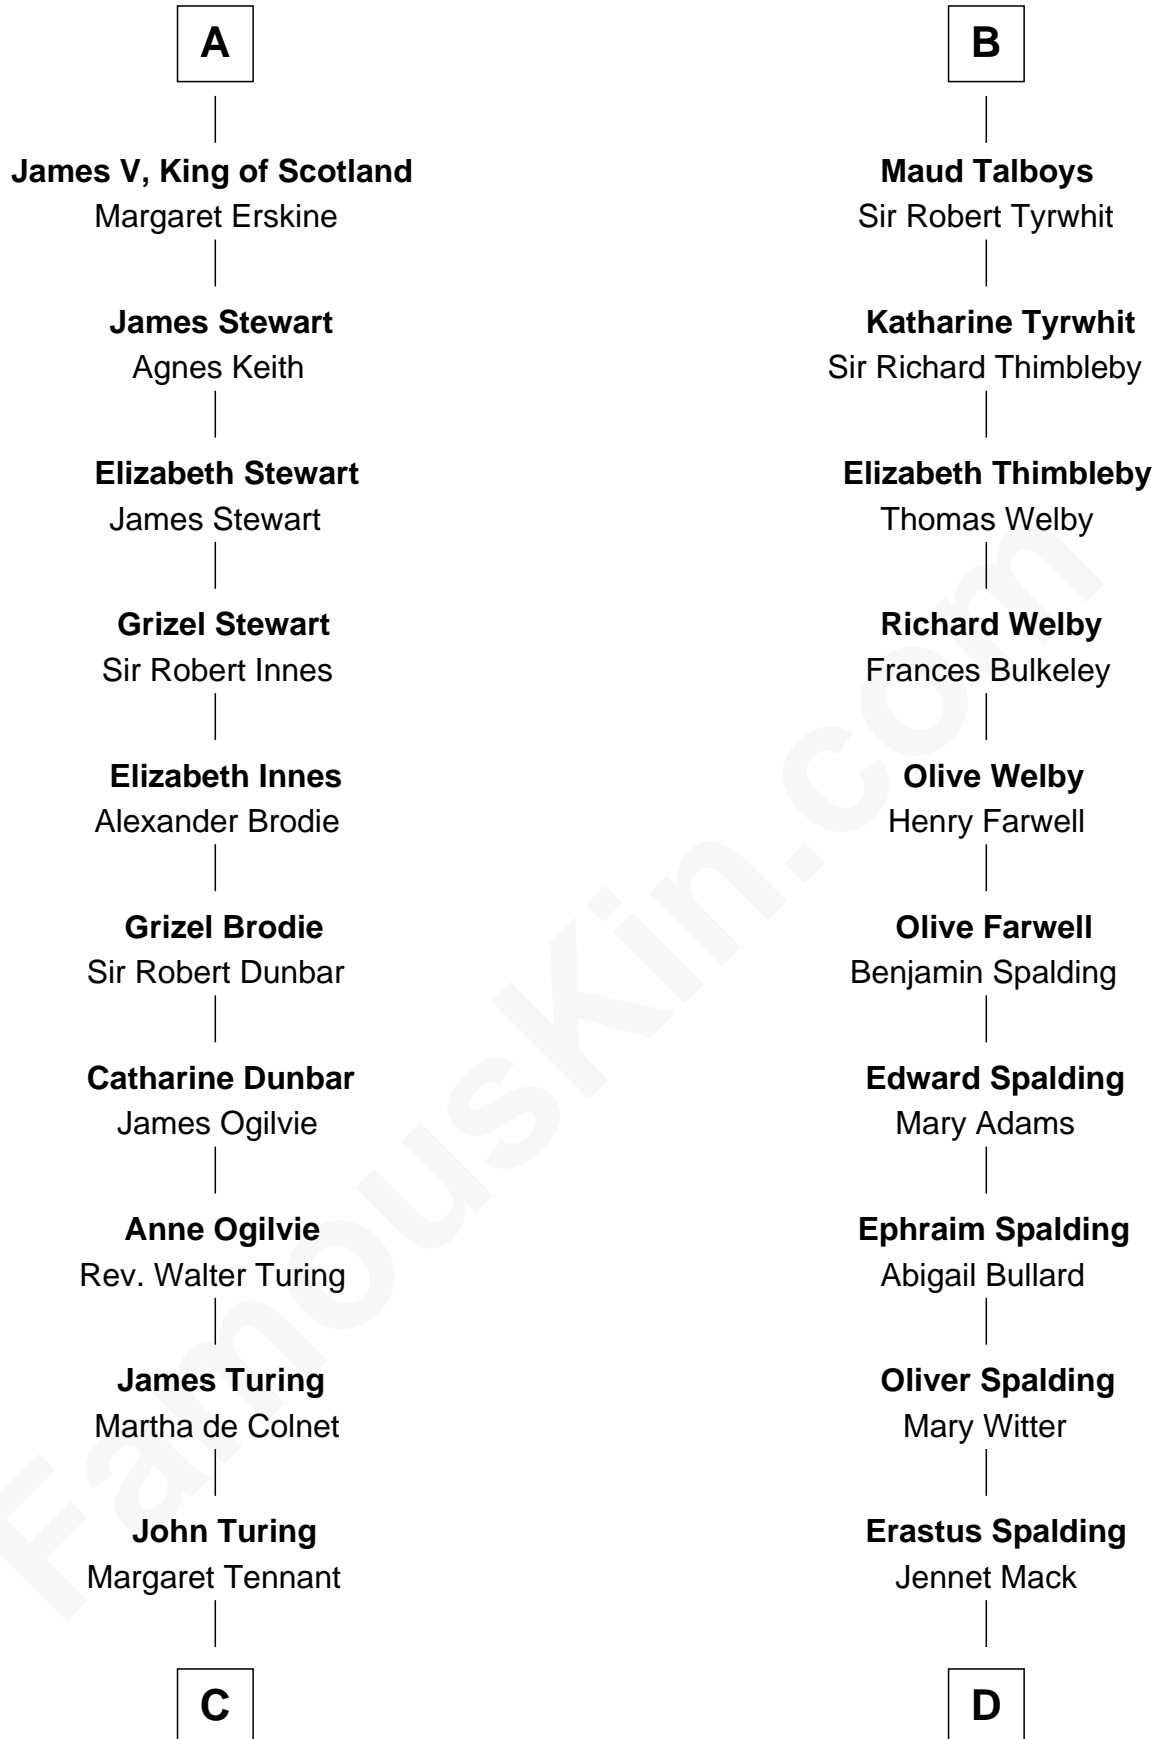 A
James V, King of Scotland
Margaret Erskine
James Stewart
Agnes Keith
Elizabeth Stewart
James Stewart
Grizel Stewart
Sir Robert Innes
Elizabeth Innes
Alexander Brodie
Grizel Brodie
Sir Robert Dunbar
Catharine Dunbar
James Ogilvie
Anne Ogilvie
Rev. Walter Turing
James Turing
Martha de Colnet
John Turing
Margaret Tennant
C
B
Maud Talboys
Sir Robert Tyrwhit
Katharine Tyrwhit
Sir Richard Thimbleby
Elizabeth Thimbleby
Thomas Welby
Richard Welby
Frances Bulkeley
Olive Welby
Henry Farwell
Olive Farwell
Benjamin Spalding
Edward Spalding
Mary Adams
Ephraim Spalding
Abigail Bullard
Oliver Spalding
Mary Witter
Erastus Spalding
Jennet Mack
D
FamousKin.com